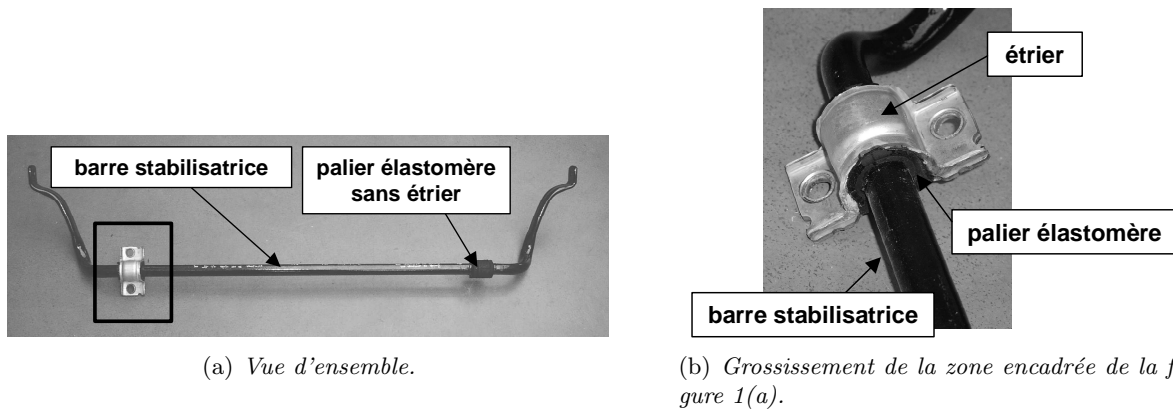 barre stabilisatrice
palier élastomère
sans étrier
étrier
palier élastomère
barre stabilisatrice
(a) Vue d'ensemble.
(b) Grossissement de la zone encadrée de la f
gure 1(a).